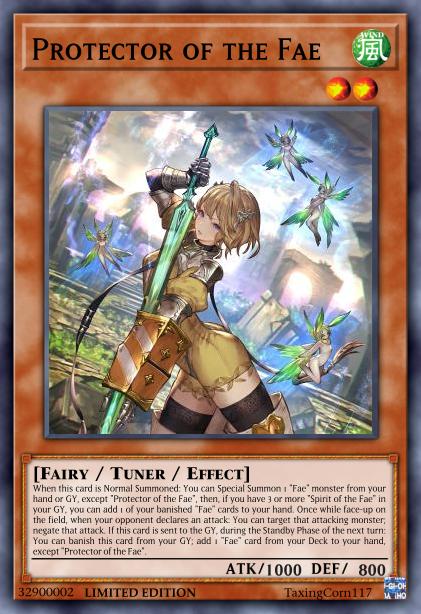 PROTECTOR OF THE FAE
WIND
風
[FAIRY / TUNER / EFFECT]
When this card is Normal Summoned: You can Special Summon 1 "Fae" monster from your
hand or GY, except "Protector of the Fae", then, if you have 3 or more "Spirit of the Fae" in
your GY, you can add 1 of your banished "Fae" cards to your hand. Once while face-up on
the field, when your opponent declares an attack: You can target that attacking monster;
negate that attack. If this card is sent to the GY, during the Standby Phase of the next turn:
You can banish this card from your GY; add 1 "Fae" card from your Deck to your hand,
except "Protector of the Fae".
ATK/1000 DEF/ 800
32900002 LIMITED EDITION TaxingCorn117